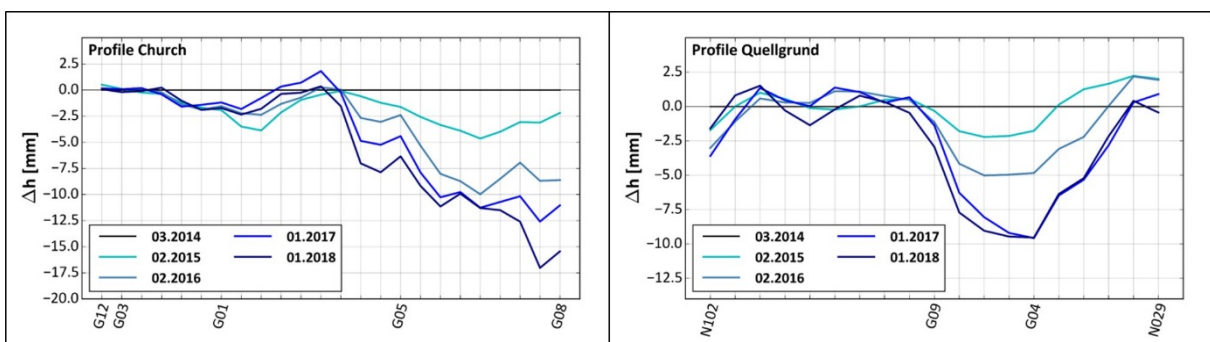 Profile Church
Δh [mm]
2.5
0.0
−2.5
−5.0
−7.5
−10.0
−12.5
−15.0
−17.5
−20.0
03.2014
02.2015
02.2016
01.2017
01.2018
G12
G03
G01
G05
G08
Profile Quellgrund
Δh [mm]
2.5
0.0
−2.5
−5.0
−7.5
−10.0
−12.5
03.2014
02.2015
02.2016
01.2017
01.2018
N102
G09
G04
N029